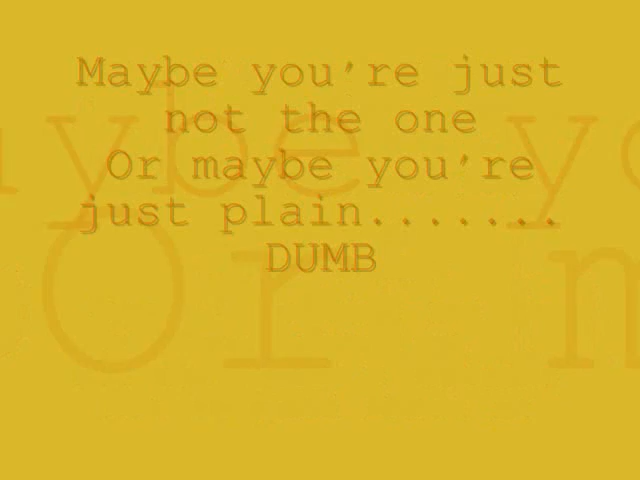 Maybe you're just
not the one
Or maybe you're
just plain.......
DUMB